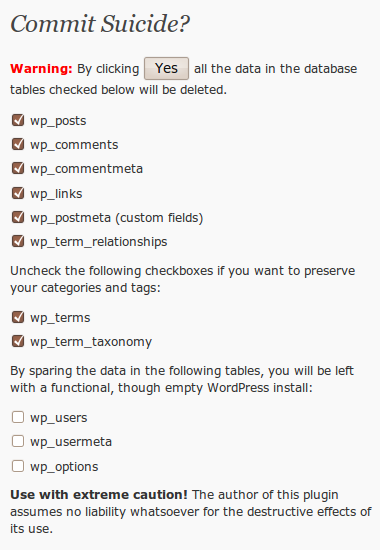 Commit Suicide?
Warning: By clicking Yes all the data in the database
tables checked below will be deleted.
wp_posts
wp_comments
wp_commentmeta
wp_links
wp_postmeta (custom fields)
wp_term_relationships
Uncheck the following checkboxes if you want to preserve
your categories and tags:
wp_terms
wp_term_taxonomy
By sparing the data in the following tables, you will be left
with a functional, though empty WordPress install:
wp_users
wp_usermeta
wp_options
Use with extreme caution! The author of this plugin
assumes no liability whatsoever for the destructive effects of
its use.